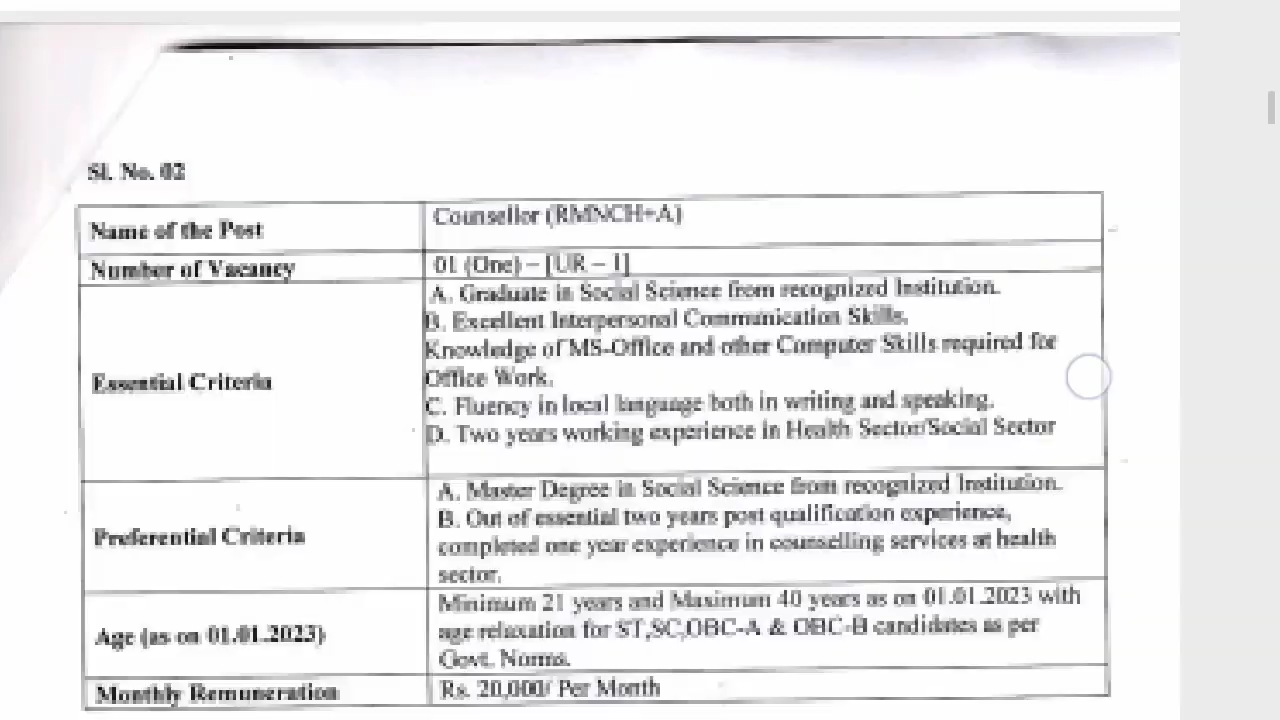 Sl. No. 02
Name of the Post
Counsellor (RMNCH+A)
Number of Vacancy
01 (One) – [UR – 1]
Essential Criteria
A. Graduate in Social Science from recognized Institution.
B. Excellent Interpersonal Communication Skills.
Knowledge of MS-Office and other Computer Skills required for
Office Work.
C. Fluency in local language both in writing and speaking.
D. Two years working experience in Health Sector/Social Sector
Preferential Criteria
A. Master Degree in Social Science from recognized Institution.
B. Out of essential two years post qualification experience,
completed one year experience in counselling services at health
sector.
Age (as on 01.01.2023)
Minimum 21 years and Maximum 40 years as on 01.01.2023 with
age relaxation for ST,SC,OBC-A & OBC-B candidates as per
Govt. Norms.
Monthly Remuneration
Rs. 20,000/ Per Month